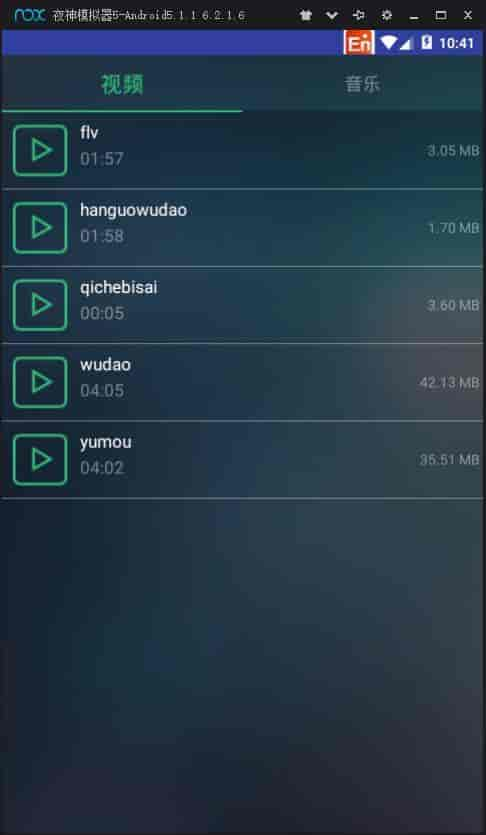 nox 夜神模拟器5-Android5.1.1 6.2.1.6
En 10:41
视频 音乐
flv
01:57 3.05 MB
hanguowudao
01:58 1.70 MB
qichebisai
00:05 3.60 MB
wudao
04:05 42.13 MB
yumou
04:02 35.51 MB